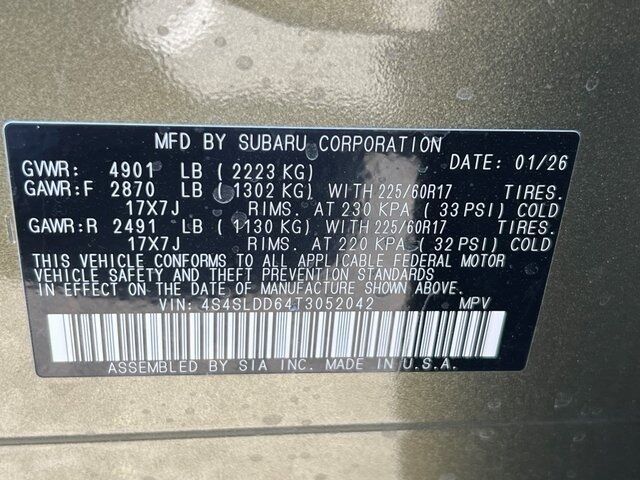 MFD BY SUBARU CORPORATION
GVWR: 4901 LB (2223 KG) DATE: 01/26
GAWR:F 2870 LB (1302 KG) WITH 225/60R17 TIRES.
17X7J RIMS. AT 230 KPA (33 PSI) COLD
GAWR:R 2491 LB (1130 KG) WITH 225/60R17 TIRES.
17X7J RIMS. AT 220 KPA (32 PSI) COLD
THIS VEHICLE CONFORMS TO ALL APPLICABLE FEDERAL MOTOR
VEHICLE SAFETY AND THEFT PREVENTION STANDARDS
IN EFFECT ON THE DATE OF MANUFACTURE SHOWN ABOVE.
VIN: 4S4SLDD64T3052042 MPV
ASSEMBLED BY SIA INC. MADE IN U.S.A.